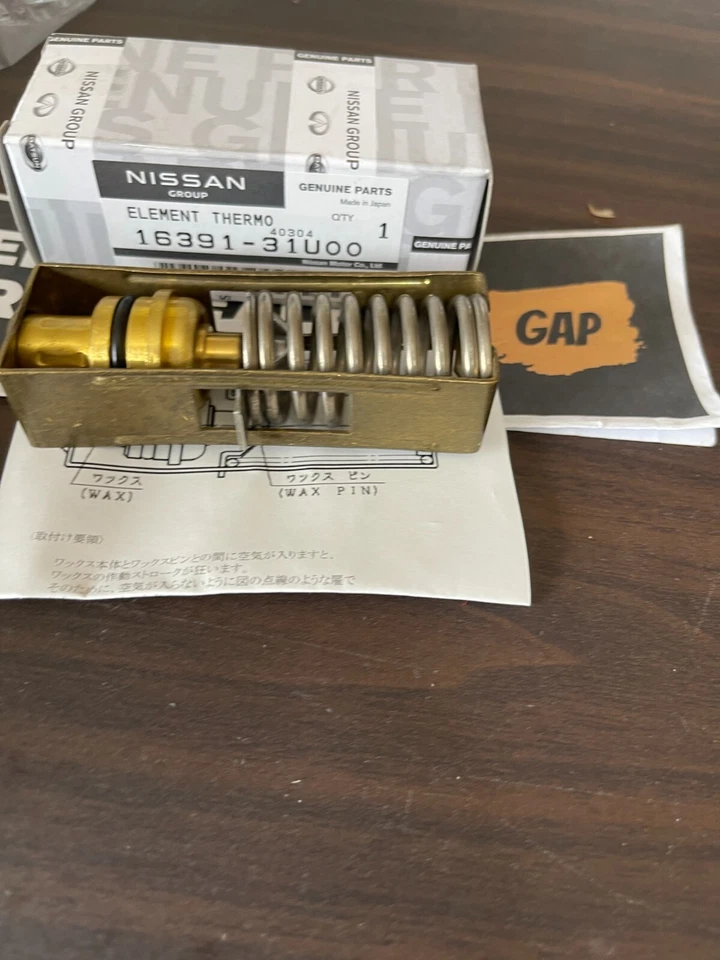 GENUINE PARTS
GENUINE PARTS
NISSAN GROUP
NISSAN GROUP
NISSAN
GROUP
GENUINE PARTS
Made in Japan
ELEMENT THERMO
QTY
1
40304
16391-31U00
Nissan Motor Co., Ltd.
GENUINE PA
GAP
ワックス
(WAX)
ワックス ピン
(WAX PIN)
(取付け要領)
ワックス本体とワックスピンとの間に空気が入りますと、
ワックスの作動ストロークが狂います。
そのために、空気が入らないように図の点線のような形で